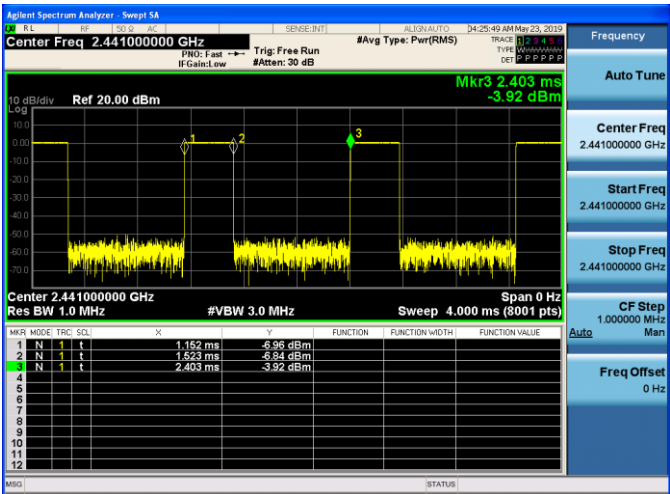 Agilent Spectrum Analyzer - Swept SA
RL RF 50 Ω AC SENSE:INT ALIGNAUTO 04:25:49 AM May 23, 2019
Center Freq 2.441000000 GHz
PNO: Fast
IFGain:Low
Trig: Free Run
#Atten: 30 dB
#Avg Type: Pwr(RMS)
TRACE 1 2 3 4 5 6
TYPE
DET P P P P P P
Mkr3 2.403 ms
-3.92 dBm
10 dB/div Ref 20.00 dBm
Log
10.0
0.00
-10.0
-20.0
-30.0
-40.0
-50.0
-60.0
-70.0
1
2
3
Center 2.441000000 GHz Span 0 Hz
Res BW 1.0 MHz #VBW 3.0 MHz Sweep 4.000 ms (8001 pts)
MKR MODE TRC SCL X Y FUNCTION FUNCTION WIDTH FUNCTION VALUE
1 N 1 t 1.152 ms -6.96 dBm
2 N 1 t 1.523 ms -6.84 dBm
3 N 1 t 2.403 ms -3.92 dBm
4
5
6
7
8
9
10
11
12
MSG STATUS
Frequency
Auto Tune
Center Freq
2.441000000 GHz
Start Freq
2.441000000 GHz
Stop Freq
2.441000000 GHz
CF Step
1.000000 MHz
Auto Man
Freq Offset
0 Hz